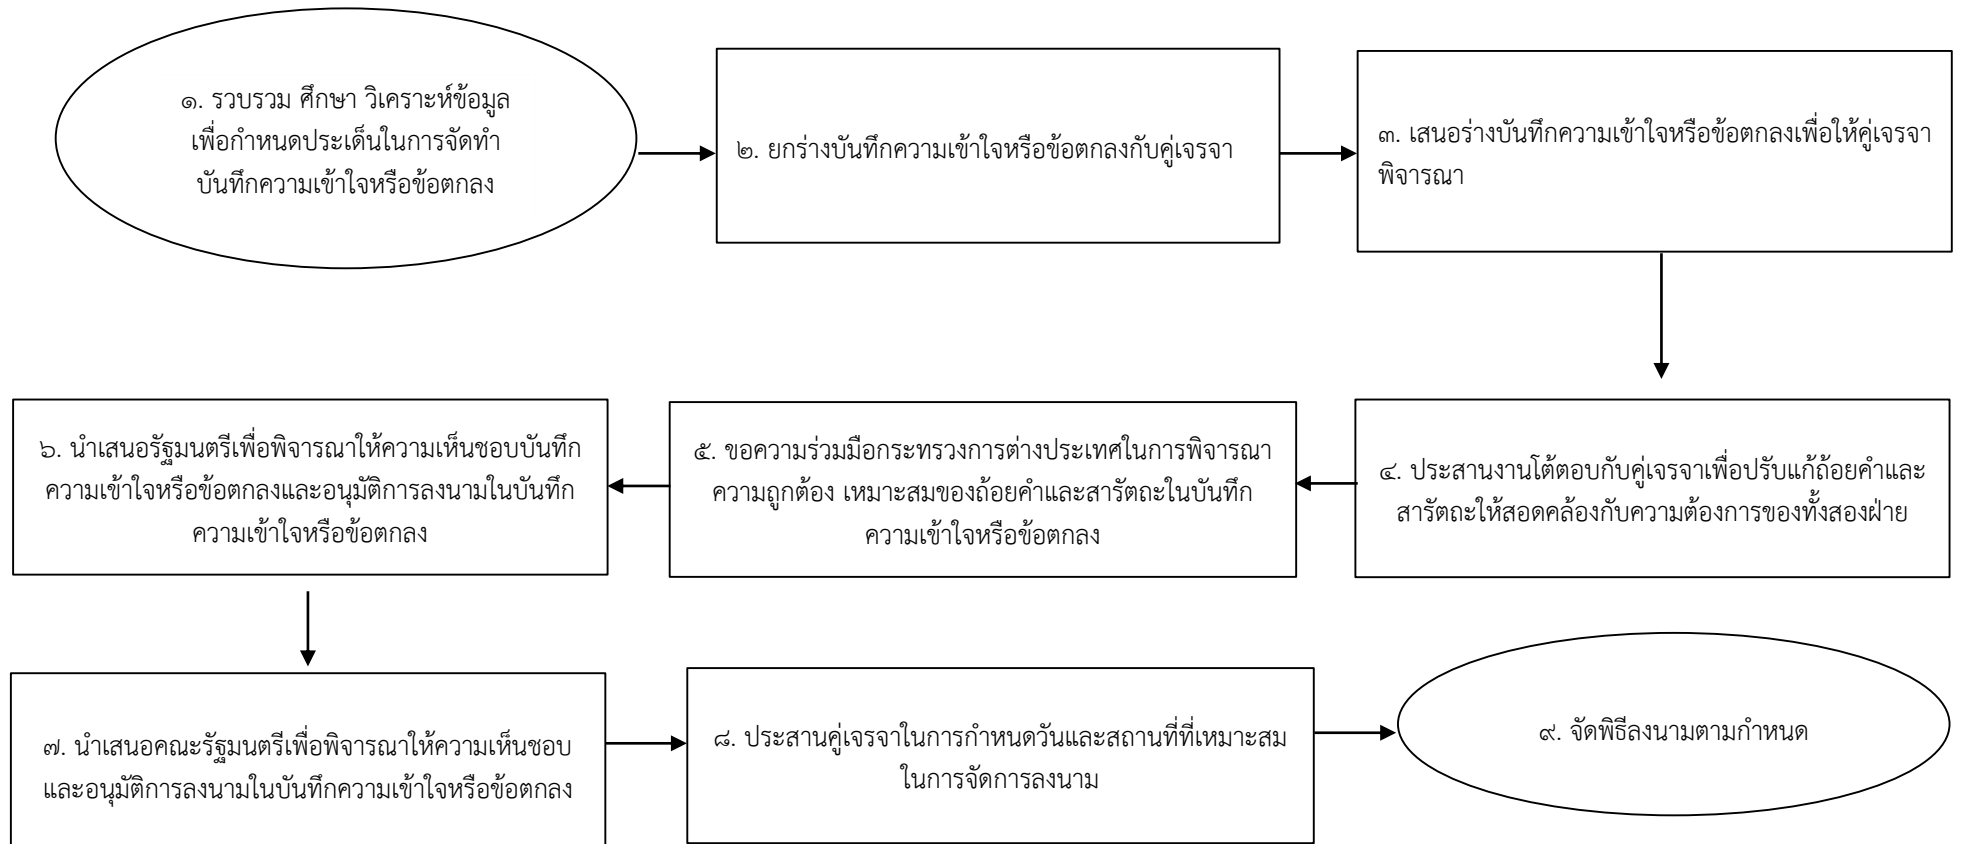 ๑. รวบรวม ศึกษา วิเคราะห์ข้อมูล
เพื่อกำหนดประเด็นในการจัดทำ
บันทึกความเข้าใจหรือข้อตกลง
๒. ยกร่างบันทึกความเข้าใจหรือข้อตกลงกับคู่เจรจา
๓. เสนอร่างบันทึกความเข้าใจหรือข้อตกลงเพื่อให้คู่เจรจา
พิจารณา
๔. ประสานงานโต้ตอบกับคู่เจรจาเพื่อปรับแก้ถ้อยคำและ
สารัตถะให้สอดคล้องกับความต้องการของทั้งสองฝ่าย
๕. ขอความร่วมมือกระทรวงการต่างประเทศในการพิจารณา
ความถูกต้อง เหมาะสมของถ้อยคำและสารัตถะในบันทึก
ความเข้าใจหรือข้อตกลง
๖. นำเสนอรัฐมนตรีเพื่อพิจารณาให้ความเห็นชอบบันทึก
ความเข้าใจหรือข้อตกลงและอนุมัติการลงนามในบันทึก
ความเข้าใจหรือข้อตกลง
๗. นำเสนอคณะรัฐมนตรีเพื่อพิจารณาให้ความเห็นชอบ
และอนุมัติการลงนามในบันทึกความเข้าใจหรือข้อตกลง
๘. ประสานคู่เจรจาในการกำหนดวันและสถานที่ที่เหมาะสม
ในการจัดการลงนาม
๙. จัดพิธีลงนามตามกำหนด